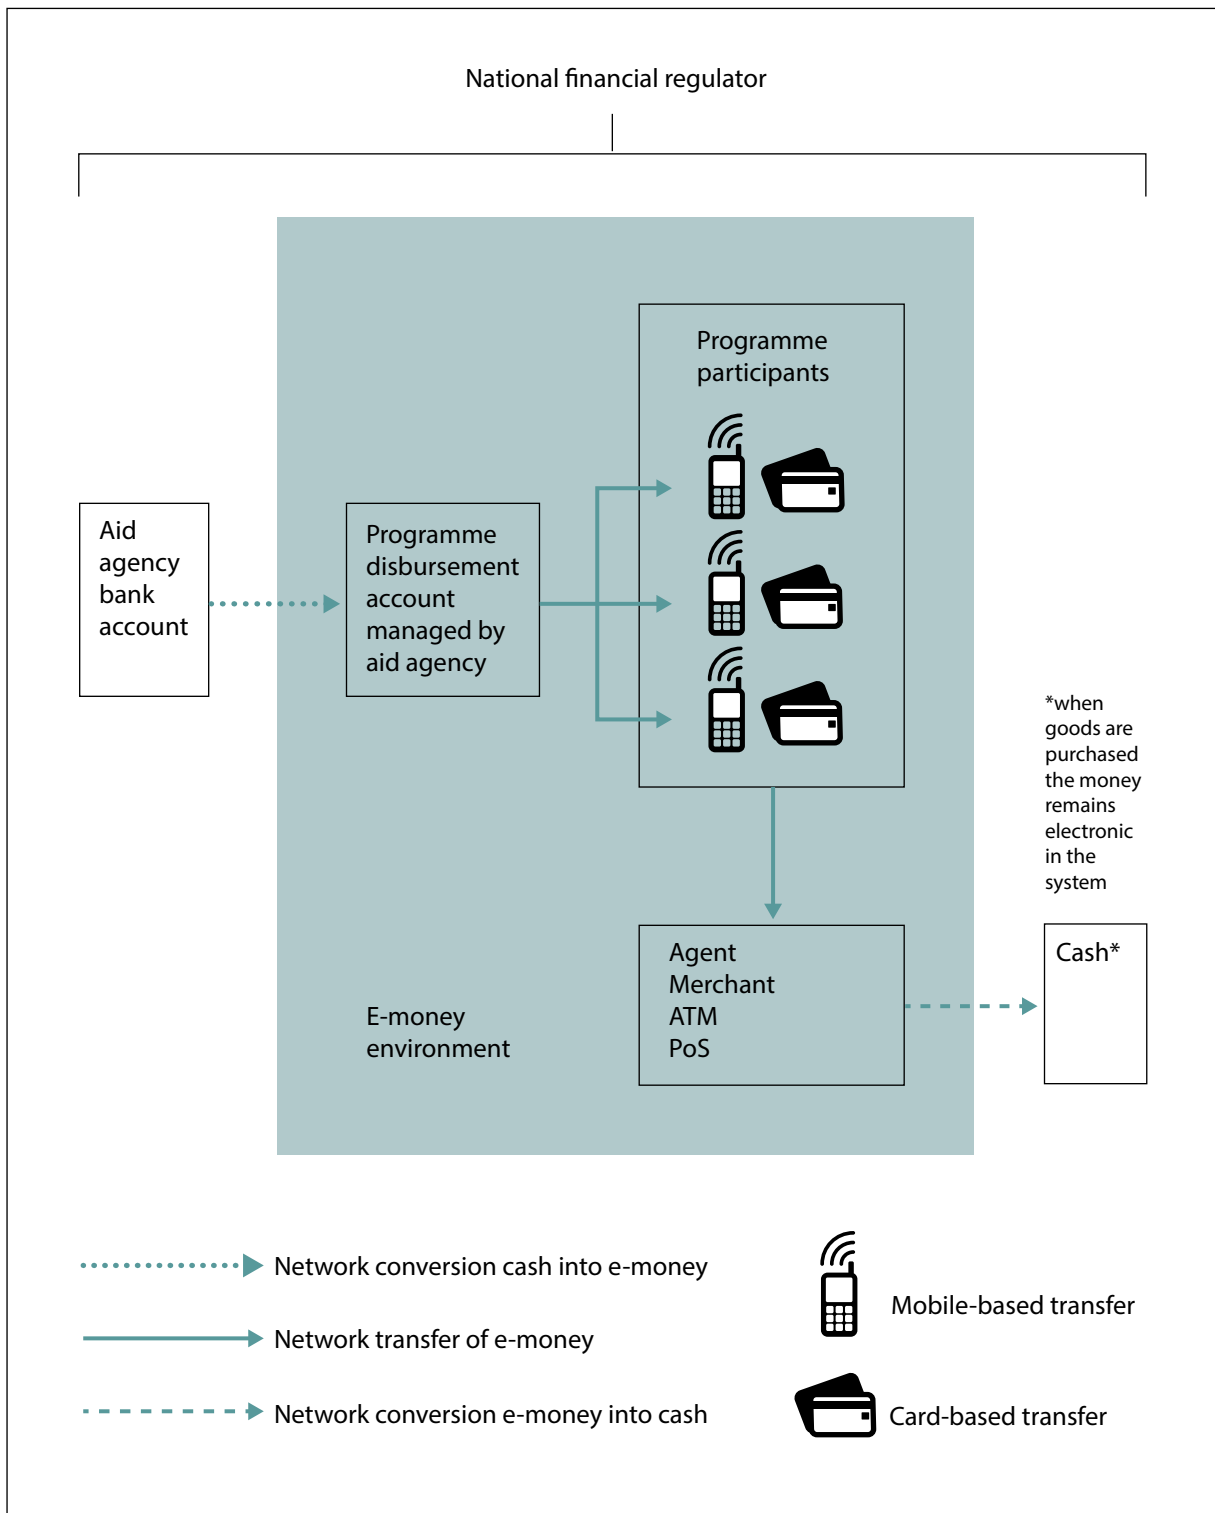 National financial regulator
Programme
participants
Aid
agency
bank
account
Programme
disbursement
account
managed by
aid agency
*when
goods are
purchased
the money
remains
electronic
in the
system
Agent
Merchant
ATM
PoS
Cash*
E-money
environment
Network conversion cash into e-money
Network transfer of e-money
Network conversion e-money into cash
Mobile-based transfer
Card-based transfer